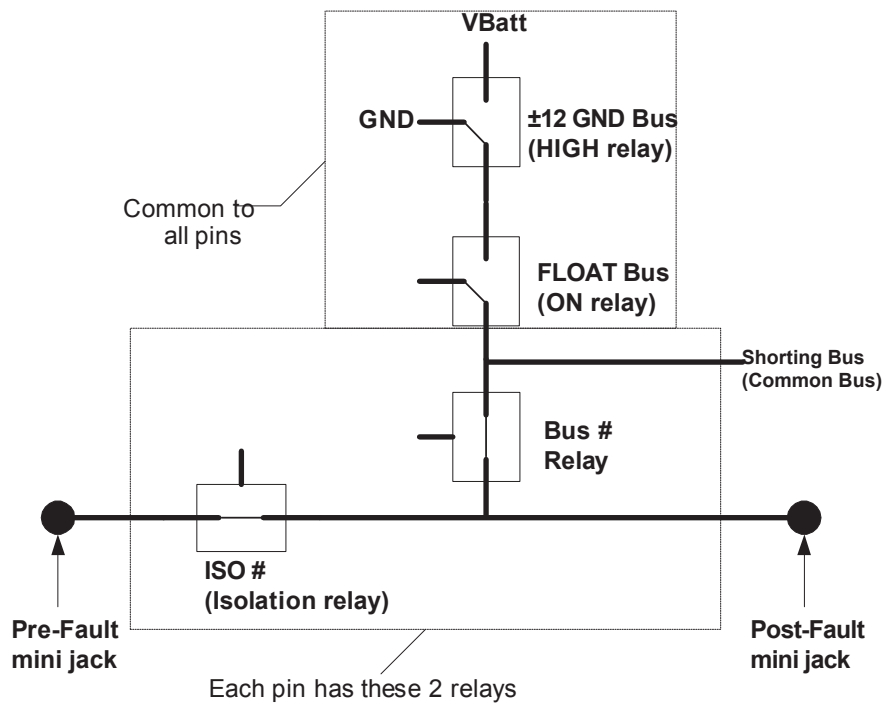 VBatt
GND
±12 GND Bus
(HIGH relay)
Common to
all pins
FLOAT Bus
(ON relay)
Shorting Bus
(Common Bus)
Bus #
Relay
ISO #
(Isolation relay)
Pre-Fault
mini jack
Post-Fault
mini jack
Each pin has these 2 relays